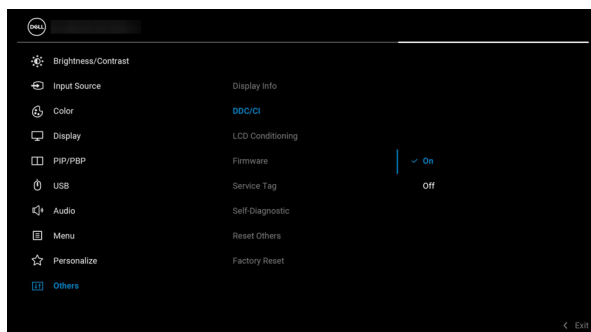 DELL
Brightness/Contrast
Input Source Display Info
Color DDC/CI
Display LCD Conditioning
PIP/PBP Firmware On
USB Service Tag Off
Audio Self-Diagnostic
Menu Reset Others
Personalize Factory Reset
Others
Exit